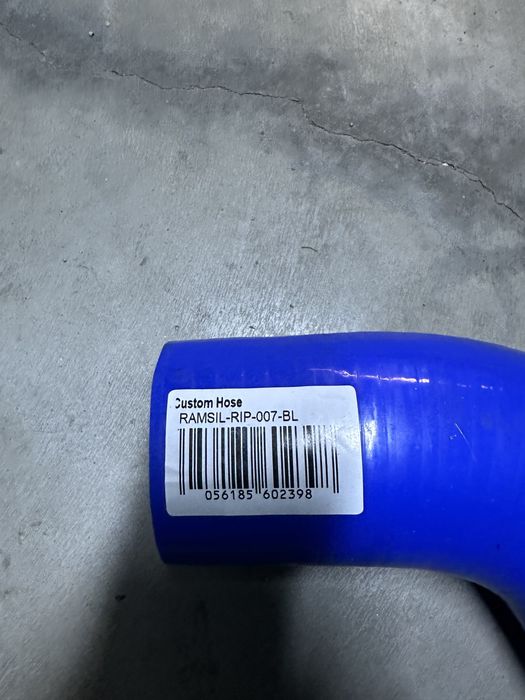 Custom Hose
RAMSIL-RIP-007-BL
056185 602398